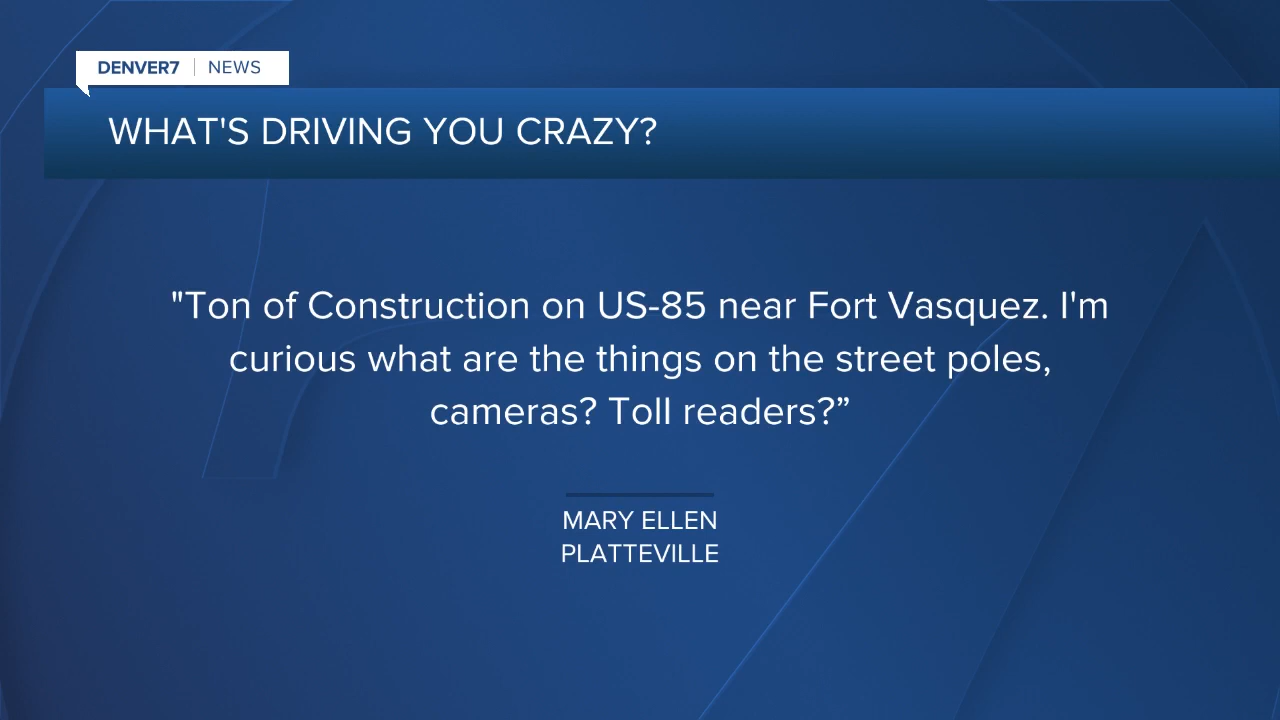 DENVER7 | NEWS
WHAT'S DRIVING YOU CRAZY?
"Ton of Construction on US-85 near Fort Vasquez. I'm
curious what are the things on the street poles,
cameras? Toll readers?”
MARY ELLEN
PLATTEVILLE